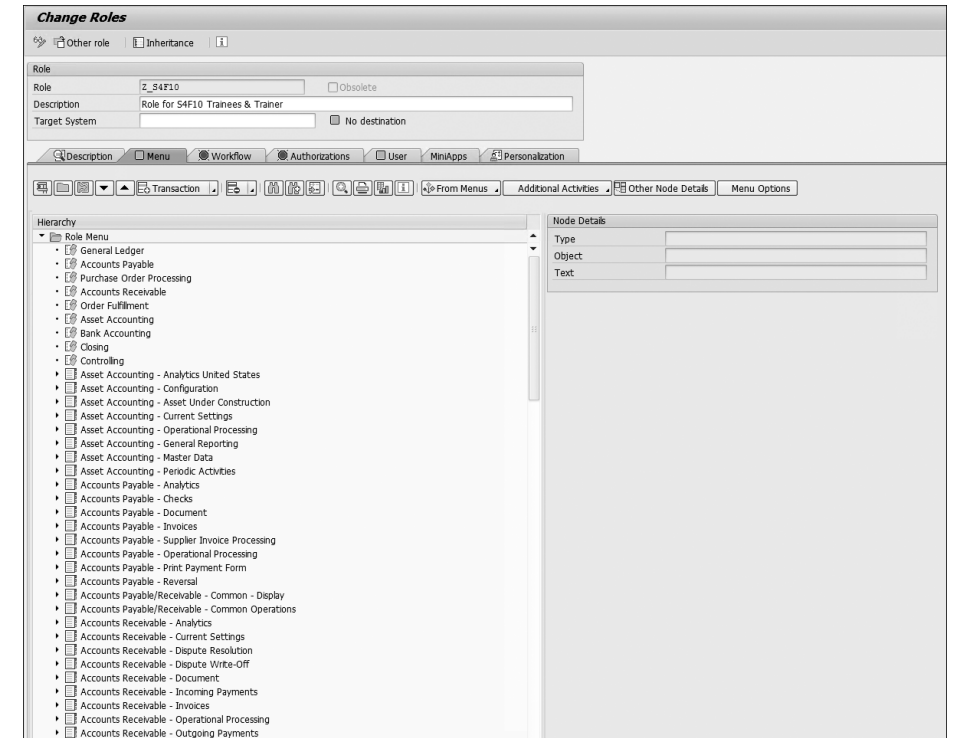 Change Roles
Other role Inheritance
Role
Role Z_S4F10 Obsolete
Description Role for S4F10 Trainees & Trainer
Target System No destination
Description Menu Workflow Authorizations User MiniApps Personalization
Transaction From Menus Additional Activities Other Node Details Menu Options
Hierarchy Node Details
Role Menu Type
General Ledger Object
Accounts Payable Text
Purchase Order Processing
Accounts Receivable
Order Fulfillment
Asset Accounting
Bank Accounting
Closing
Controlling
Asset Accounting - Analytics United States
Asset Accounting - Configuration
Asset Accounting - Asset Under Construction
Asset Accounting - Current Settings
Asset Accounting - Operational Processing
Asset Accounting - General Reporting
Asset Accounting - Master Data
Asset Accounting - Periodic Activities
Accounts Payable - Analytics
Accounts Payable - Checks
Accounts Payable - Document
Accounts Payable - Invoices
Accounts Payable - Supplier Invoice Processing
Accounts Payable - Operational Processing
Accounts Payable - Print Payment Form
Accounts Payable - Reversal
Accounts Payable/Receivable - Common - Display
Accounts Payable/Receivable - Common Operations
Accounts Receivable - Analytics
Accounts Receivable - Current Settings
Accounts Receivable - Dispute Resolution
Accounts Receivable - Dispute Write-Off
Accounts Receivable - Document
Accounts Receivable - Incoming Payments
Accounts Receivable - Invoices
Accounts Receivable - Operational Processing
Accounts Receivable - Outgoing Payments